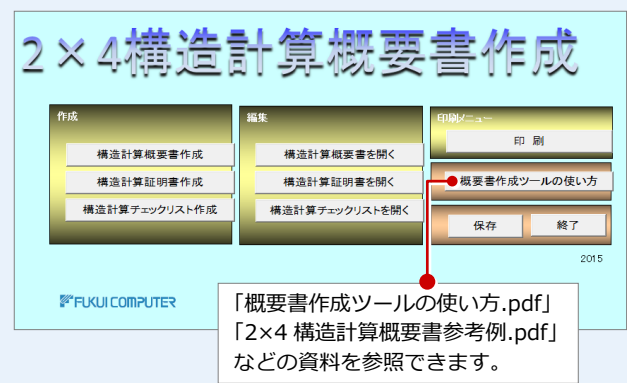 2×4構造計算概要書作成
作成
構造計算概要書作成
構造計算証明書作成
構造計算チェックリスト作成
編集
構造計算概要書を開く
構造計算証明書を開く
構造計算チェックリストを開く
印刷メニュー
印 刷
概要書作成ツールの使い方
保存
終了
2015
FUKUI COMPUTER
「概要書作成ツールの使い方.pdf」
「2×4 構造計算概要書参考例.pdf」
などの資料を参照できます。